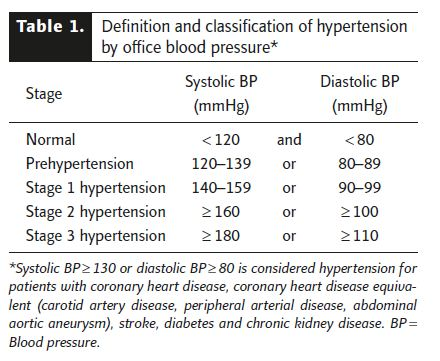 Table 1. Definition and classification of hypertension
by office blood pressure*
Stage Systolic BP (mmHg) Diastolic BP (mmHg)
Normal <120 and <80
Prehypertension 120–139 or 80–89
Stage 1 hypertension 140–159 or 90–99
Stage 2 hypertension ≥160 or ≥100
Stage 3 hypertension ≥180 or ≥110
*Systolic BP≥130 or diastolic BP≥80 is considered hypertension for
patients with coronary heart disease, coronary heart disease equiva-
lent (carotid artery disease, peripheral arterial disease, abdominal
aortic aneurysm), stroke, diabetes and chronic kidney disease. BP=
Blood pressure.